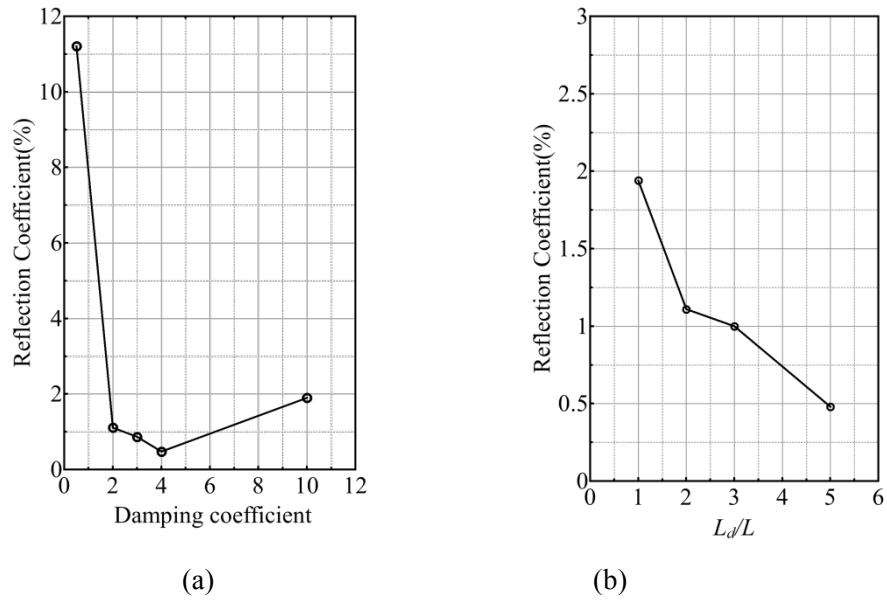 12
10
8
6
4
2
0
Reflection Coefficient(%)
0 2 4 6 8 10 12
Damping coefficient
(a)
3
2.5
2
1.5
1
0.5
0
Reflection Coefficient(%)
0 1 2 3 4 5 6
L_d/L
(b)